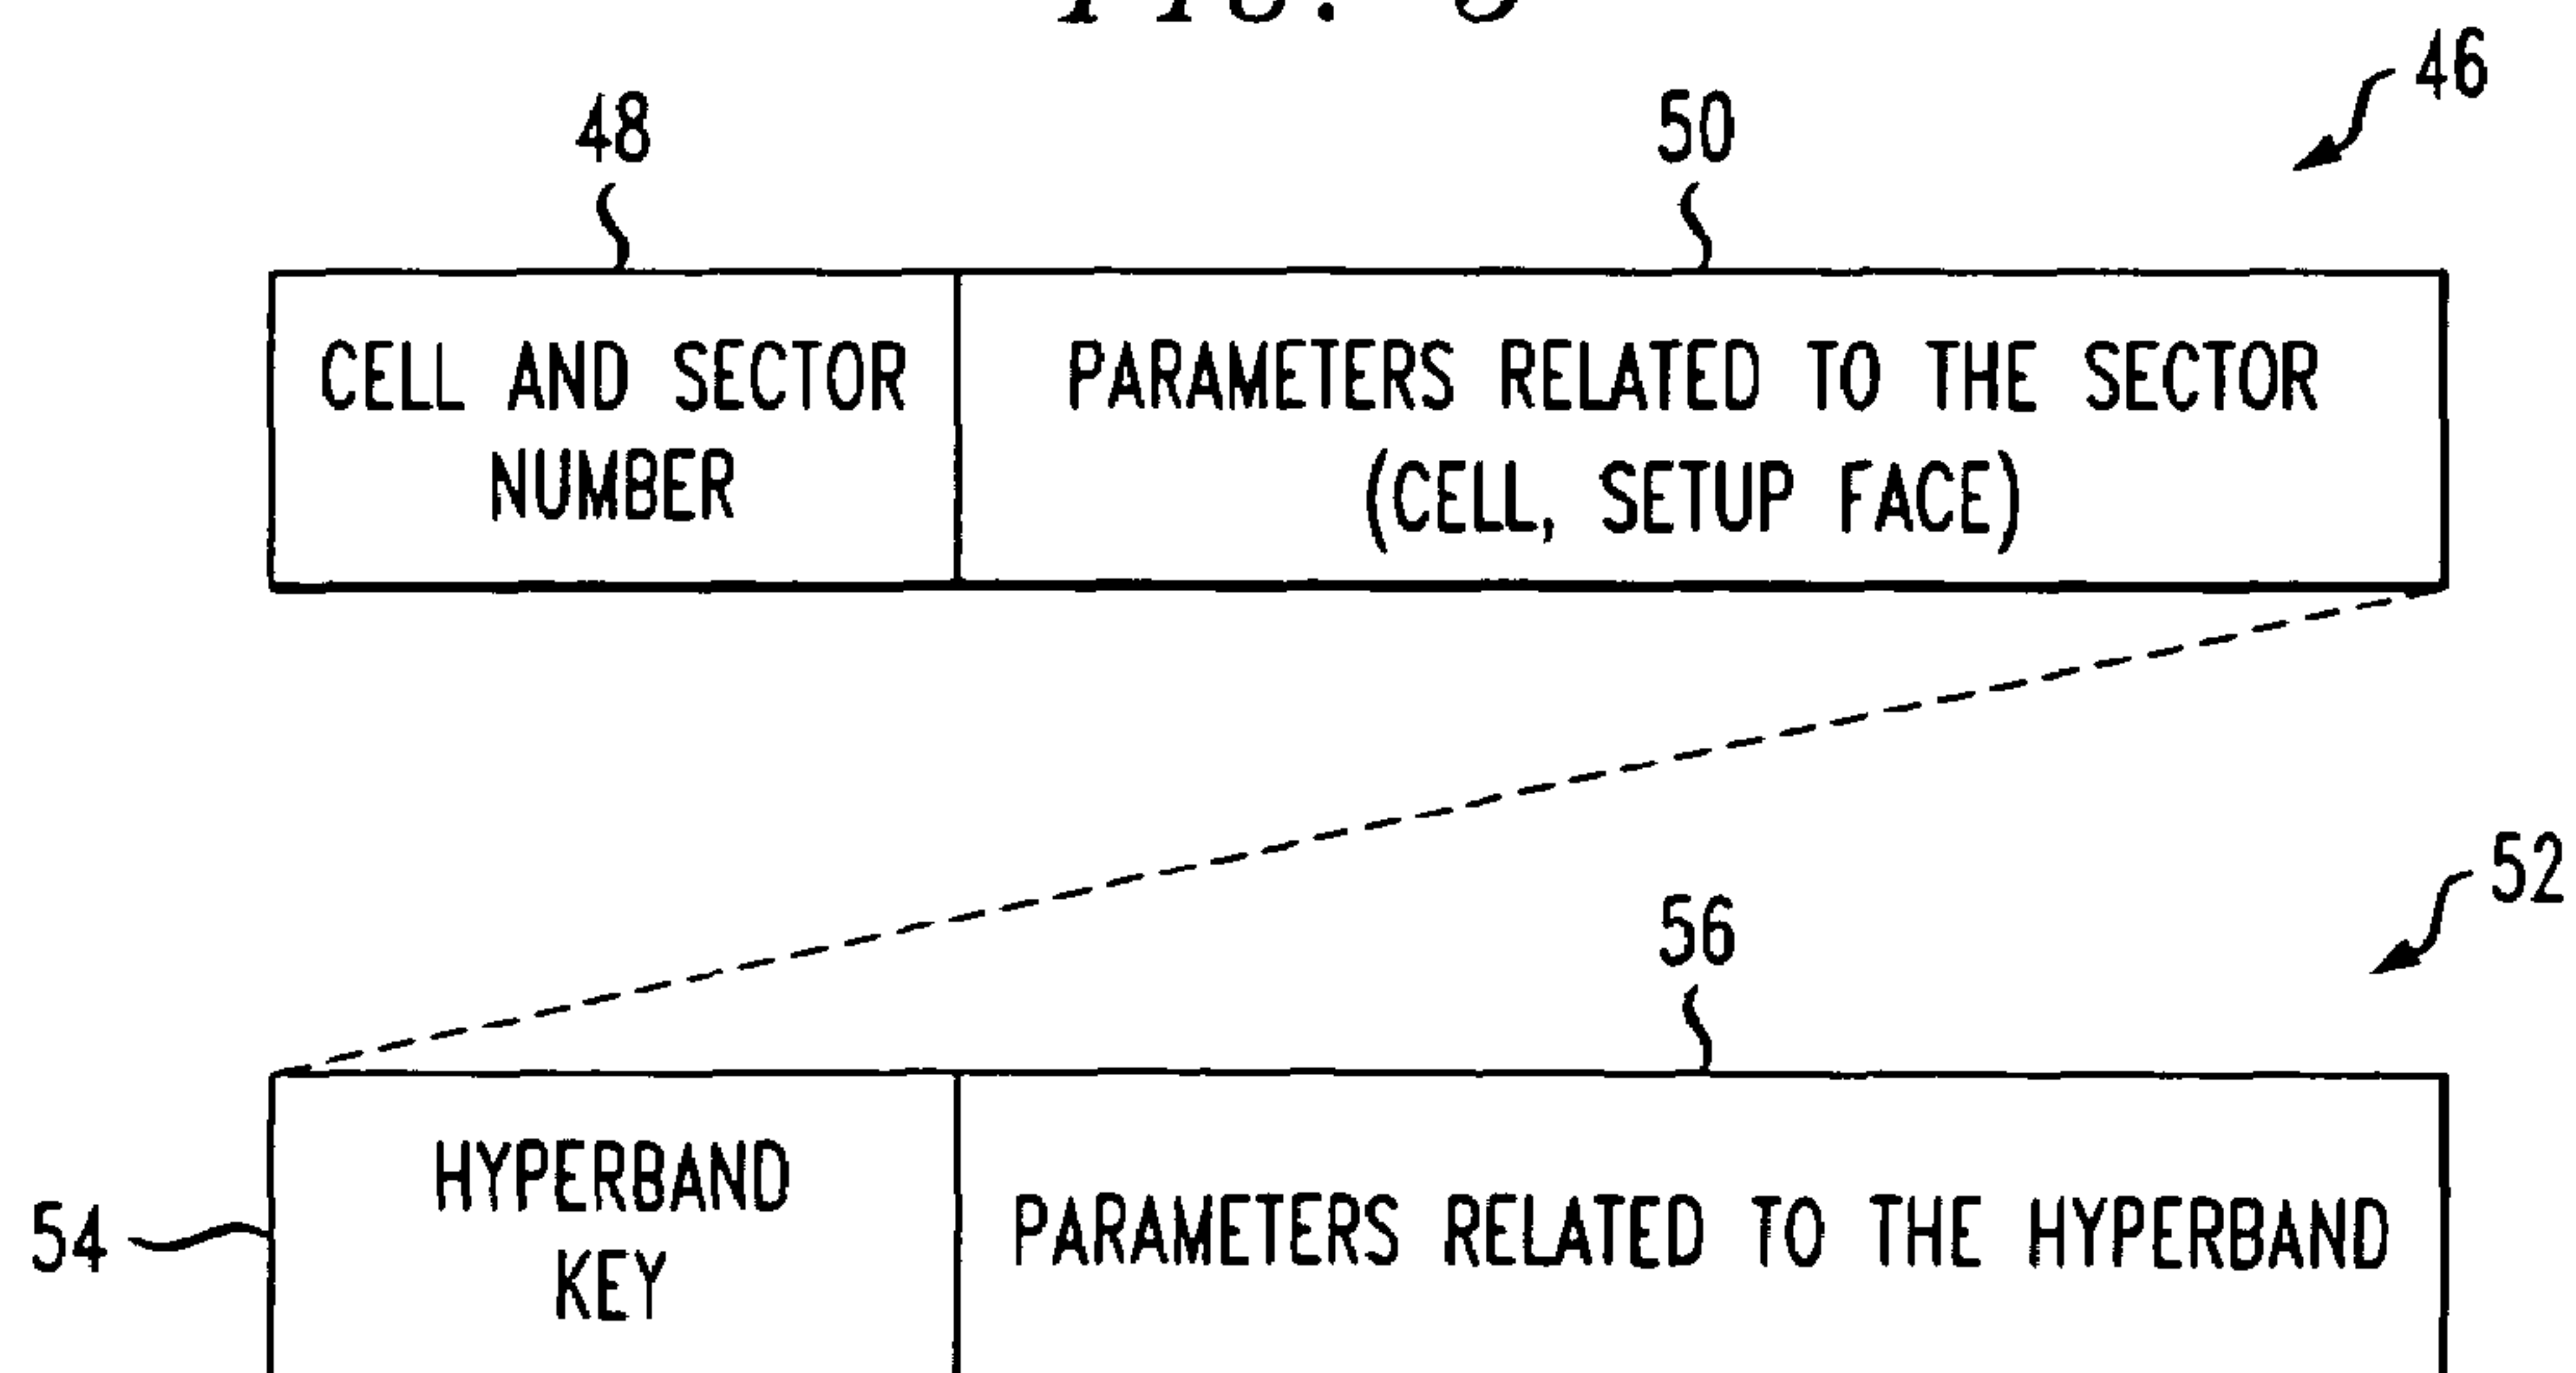 46
48
50
CELL AND SECTOR
NUMBER
PARAMETERS RELATED TO THE SECTOR
(CELL, SETUP FACE)
52
56
54
HYPERBAND
KEY
PARAMETERS RELATED TO THE HYPERBAND